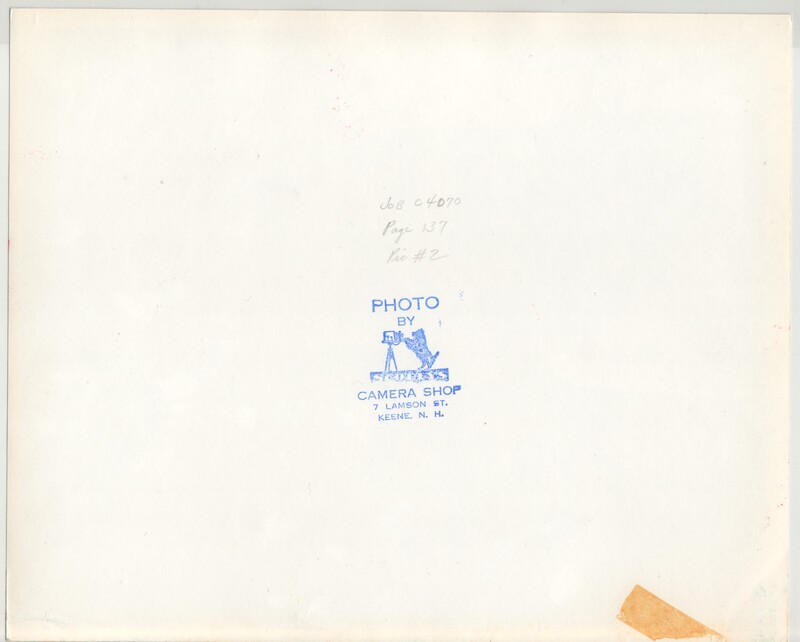 Job C4070
Page 137
Pic #2
PHOTO
BY
CAMERA SHOP
7 LAMSON ST.
KEENE, N. H.